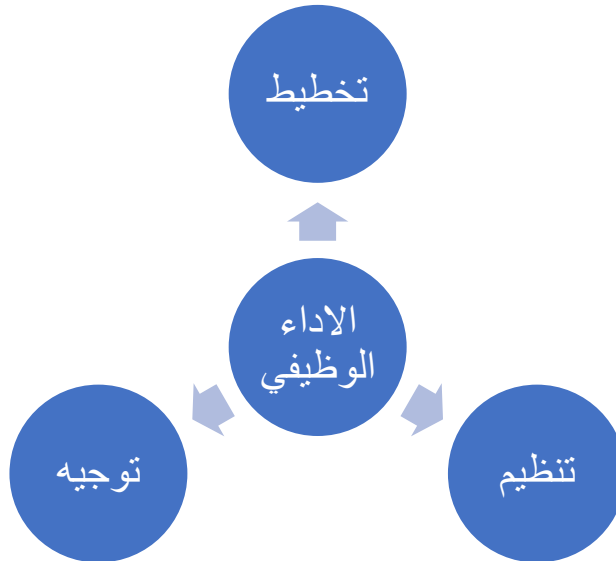 تخطيط
الاداء
الوظيفي
تنظيم
توجيه